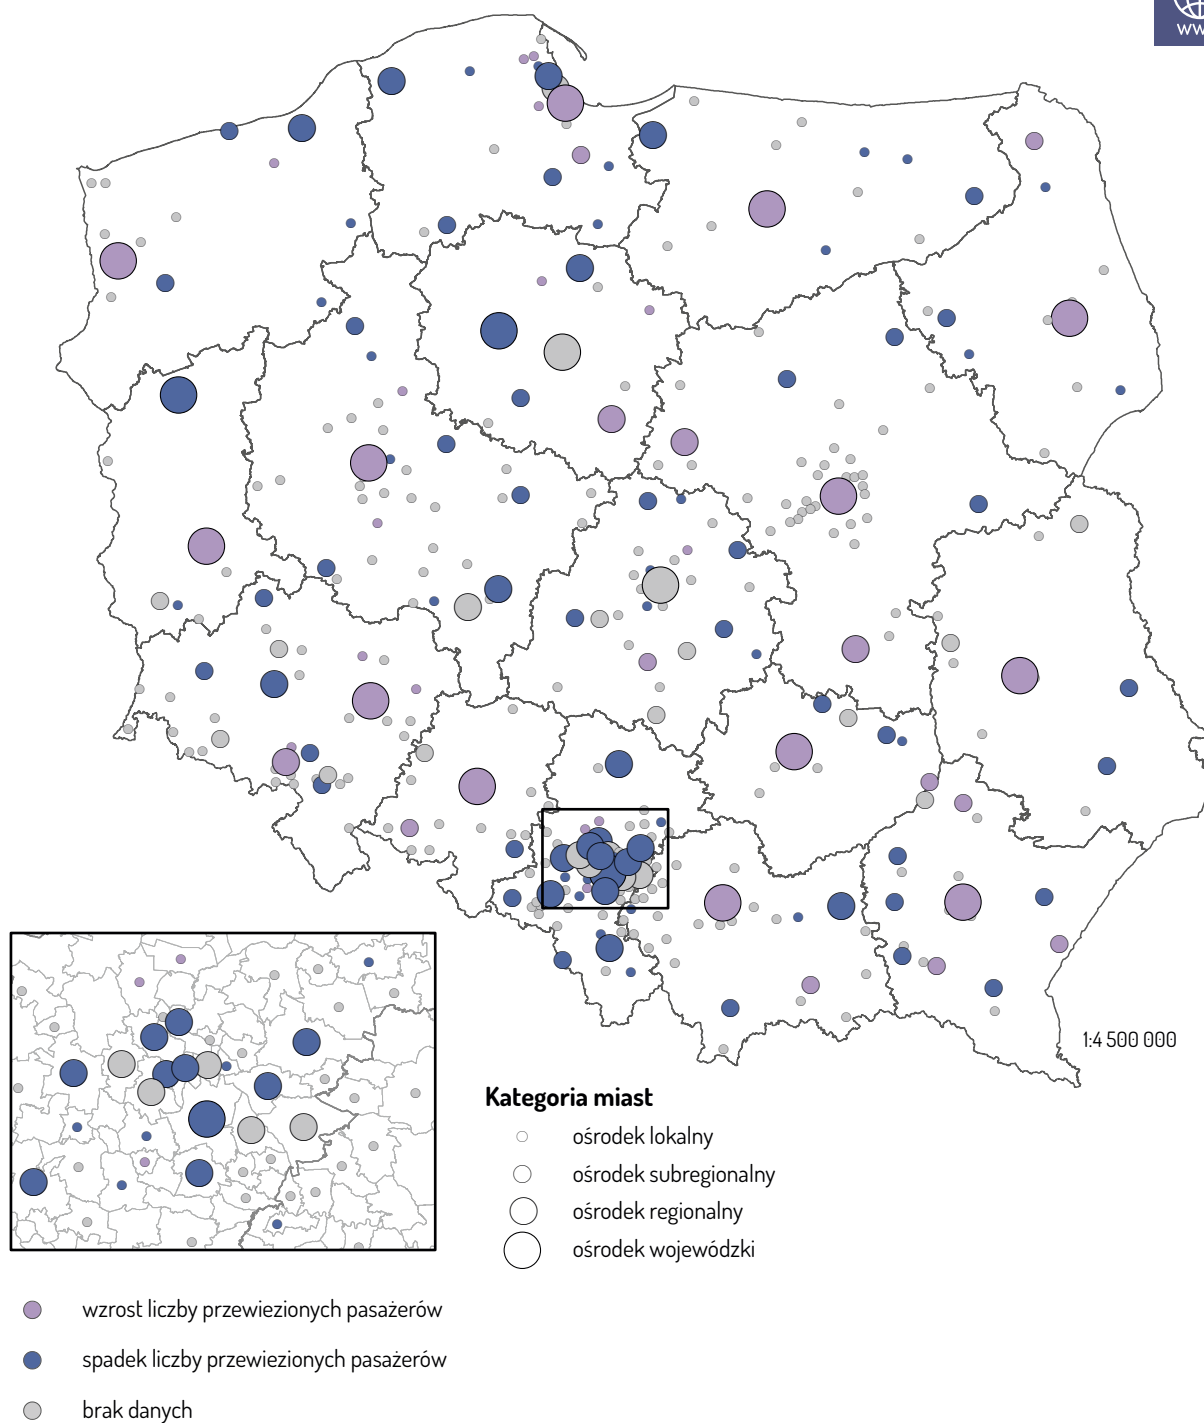 1:4 500 000
Kategoria miast
ośrodek lokalny
ośrodek subregionalny
ośrodek regionalny
ośrodek wojewódzki
wzrost liczby przewiezionych pasażerów
spadek liczby przewiezionych pasażerów
brak danych